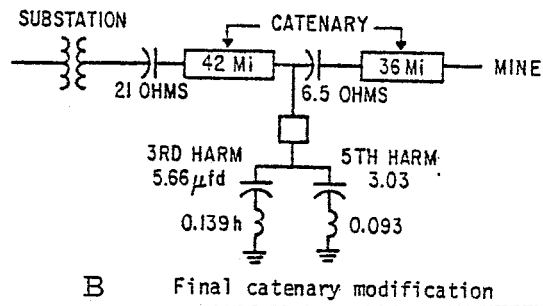 SUBSTATION
CATENARY
42 Mi
36 Mi
MINE
21 OHMS
6.5 OHMS
3RD HARM
5.66 μfd
5TH HARM
3.03
0.139 h
0.093
B Final catenary modification